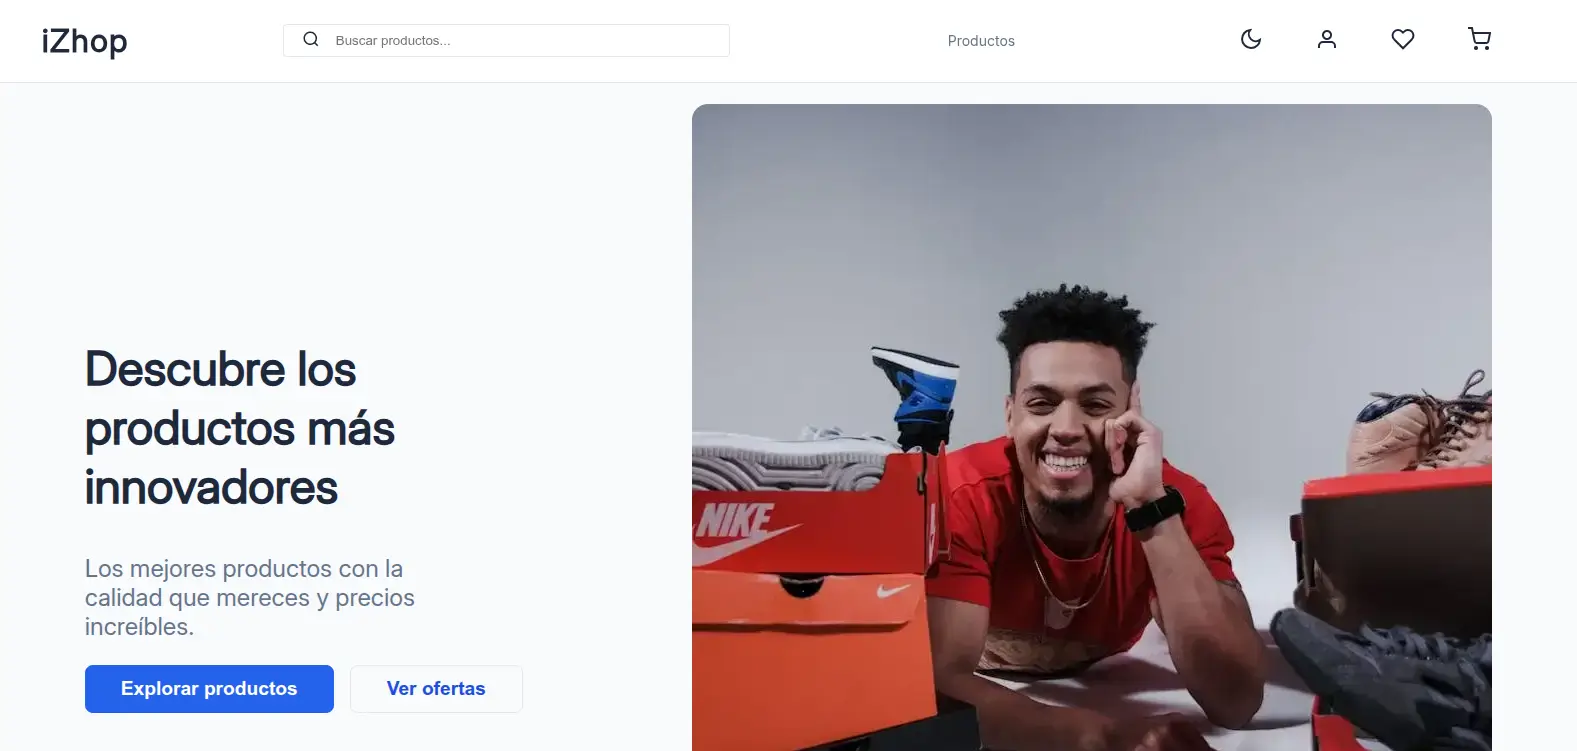 iZhop
Buscar productos...
Productos
Descubre los
productos más
innovadores
Los mejores productos con la
calidad que mereces y precios
increíbles.
Explorar productos
Ver ofertas
NIKE